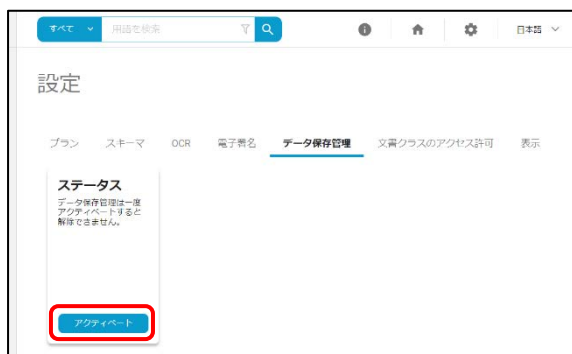 すべて 用語を検索 日本語
設定
プラン スキーマ OCR 電子署名 データ保存管理 文書クラスのアクセス許可 表示
ステータス
データ保存管理は一度
アクティベートすると
解除できません。
アクティベート